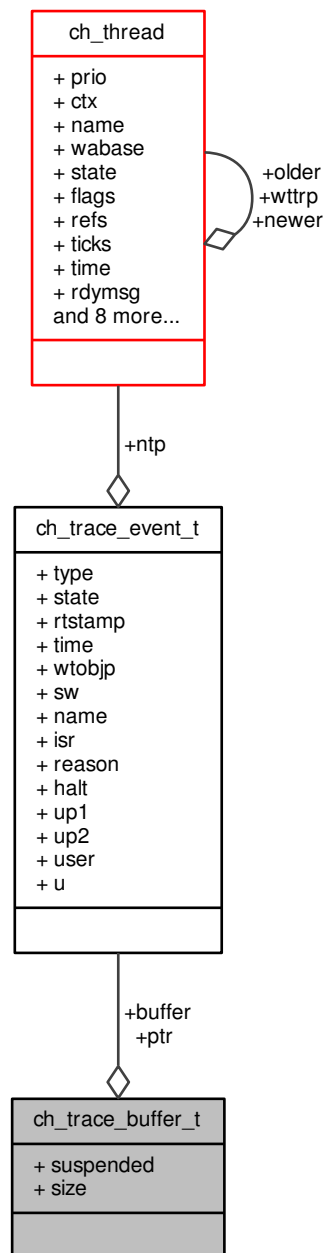 ch_thread
+ prio
+ ctx
+ name
+ wabase
+ state
+ flags
+ refs
+ ticks
+ time
+ rdymsg
and 8 more...
+older
+wttrp
+newer
+ntp
ch_trace_event_t
+ type
+ state
+ rtstamp
+ time
+ wtobjp
+ sw
+ name
+ isr
+ reason
+ halt
+ up1
+ up2
+ user
+ u
+buffer
+ptr
ch_trace_buffer_t
+ suspended
+ size